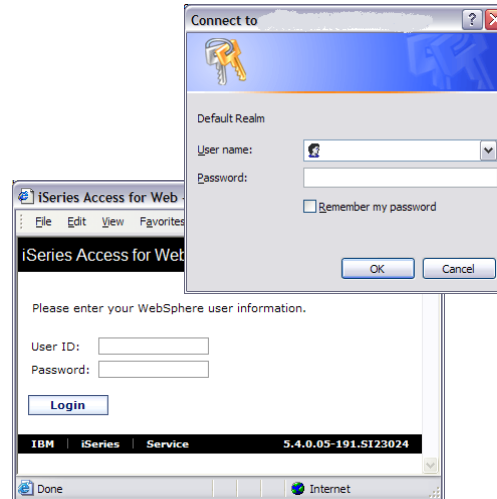 Connect to
Default Realm
User name:
Password:
Remember my password
OK Cancel
iSeries Access for Web -
File Edit View Favorites
iSeries Access for Web
Please enter your WebSphere user information.
User ID:
Password:
Login
IBM iSeries Service 5.4.0.05-191.SI23024
Done Internet